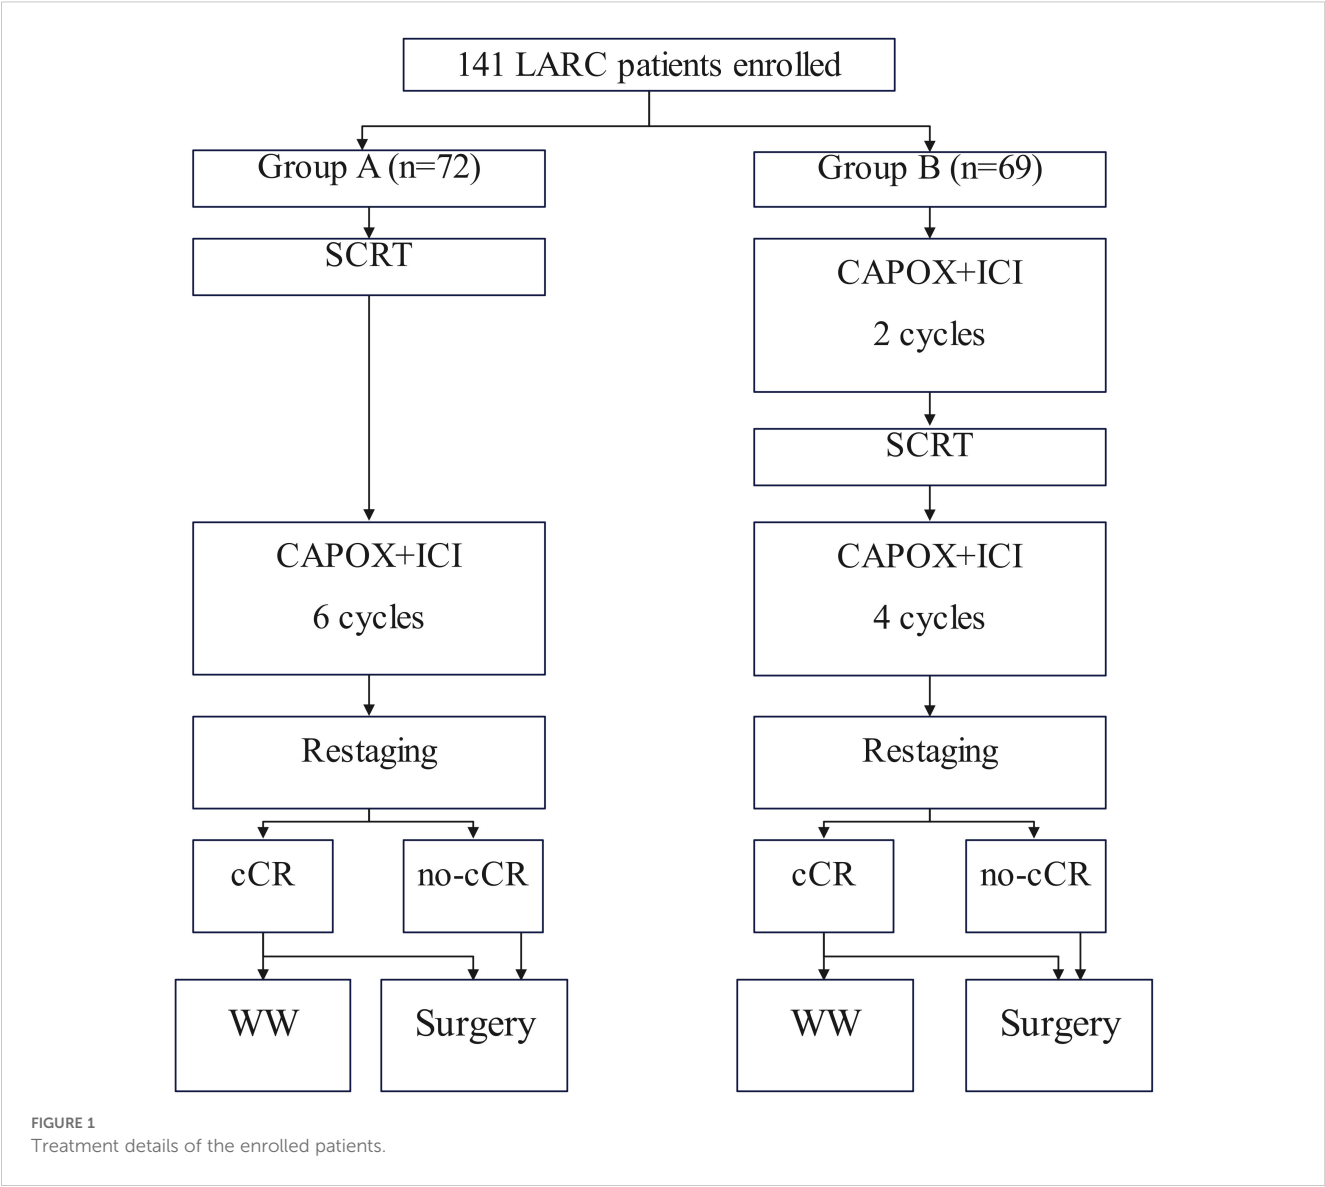 141 LARC patients enrolled
Group A (n=72)
Group B (n=69)
SCRT
CAPOX+ICI
2 cycles
SCRT
CAPOX+ICI
6 cycles
CAPOX+ICI
4 cycles
Restaging
Restaging
cCR
no-cCR
cCR
no-cCR
WW
Surgery
WW
Surgery
FIGURE 1
Treatment details of the enrolled patients.